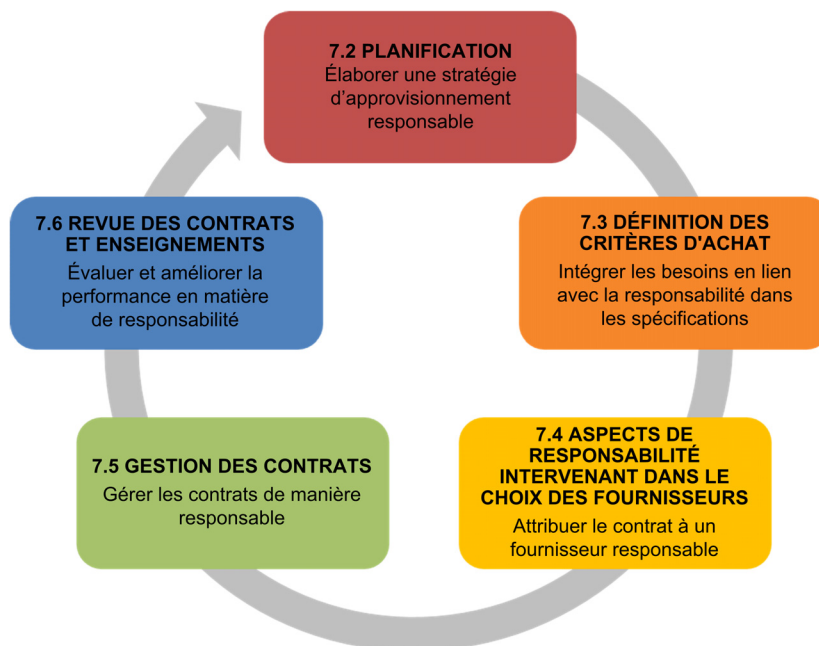 7.2 PLANIFICATION
Élaborer une stratégie
d'approvisionnement
responsable
7.3 DÉFINITION DES
CRITÈRES D'ACHAT
Intégrer les besoins en lien
avec la responsabilité dans
les spécifications
7.4 ASPECTS DE
RESPONSABILITÉ
INTERVENANT DANS LE
CHOIX DES FOURNISSEURS
Attribuer le contrat à un
fournisseur responsable
7.5 GESTION DES CONTRATS
Gérer les contrats de manière
responsable
7.6 REVUE DES CONTRATS
ET ENSEIGNEMENTS
Évaluer et améliorer la
performance en matière
de responsabilité